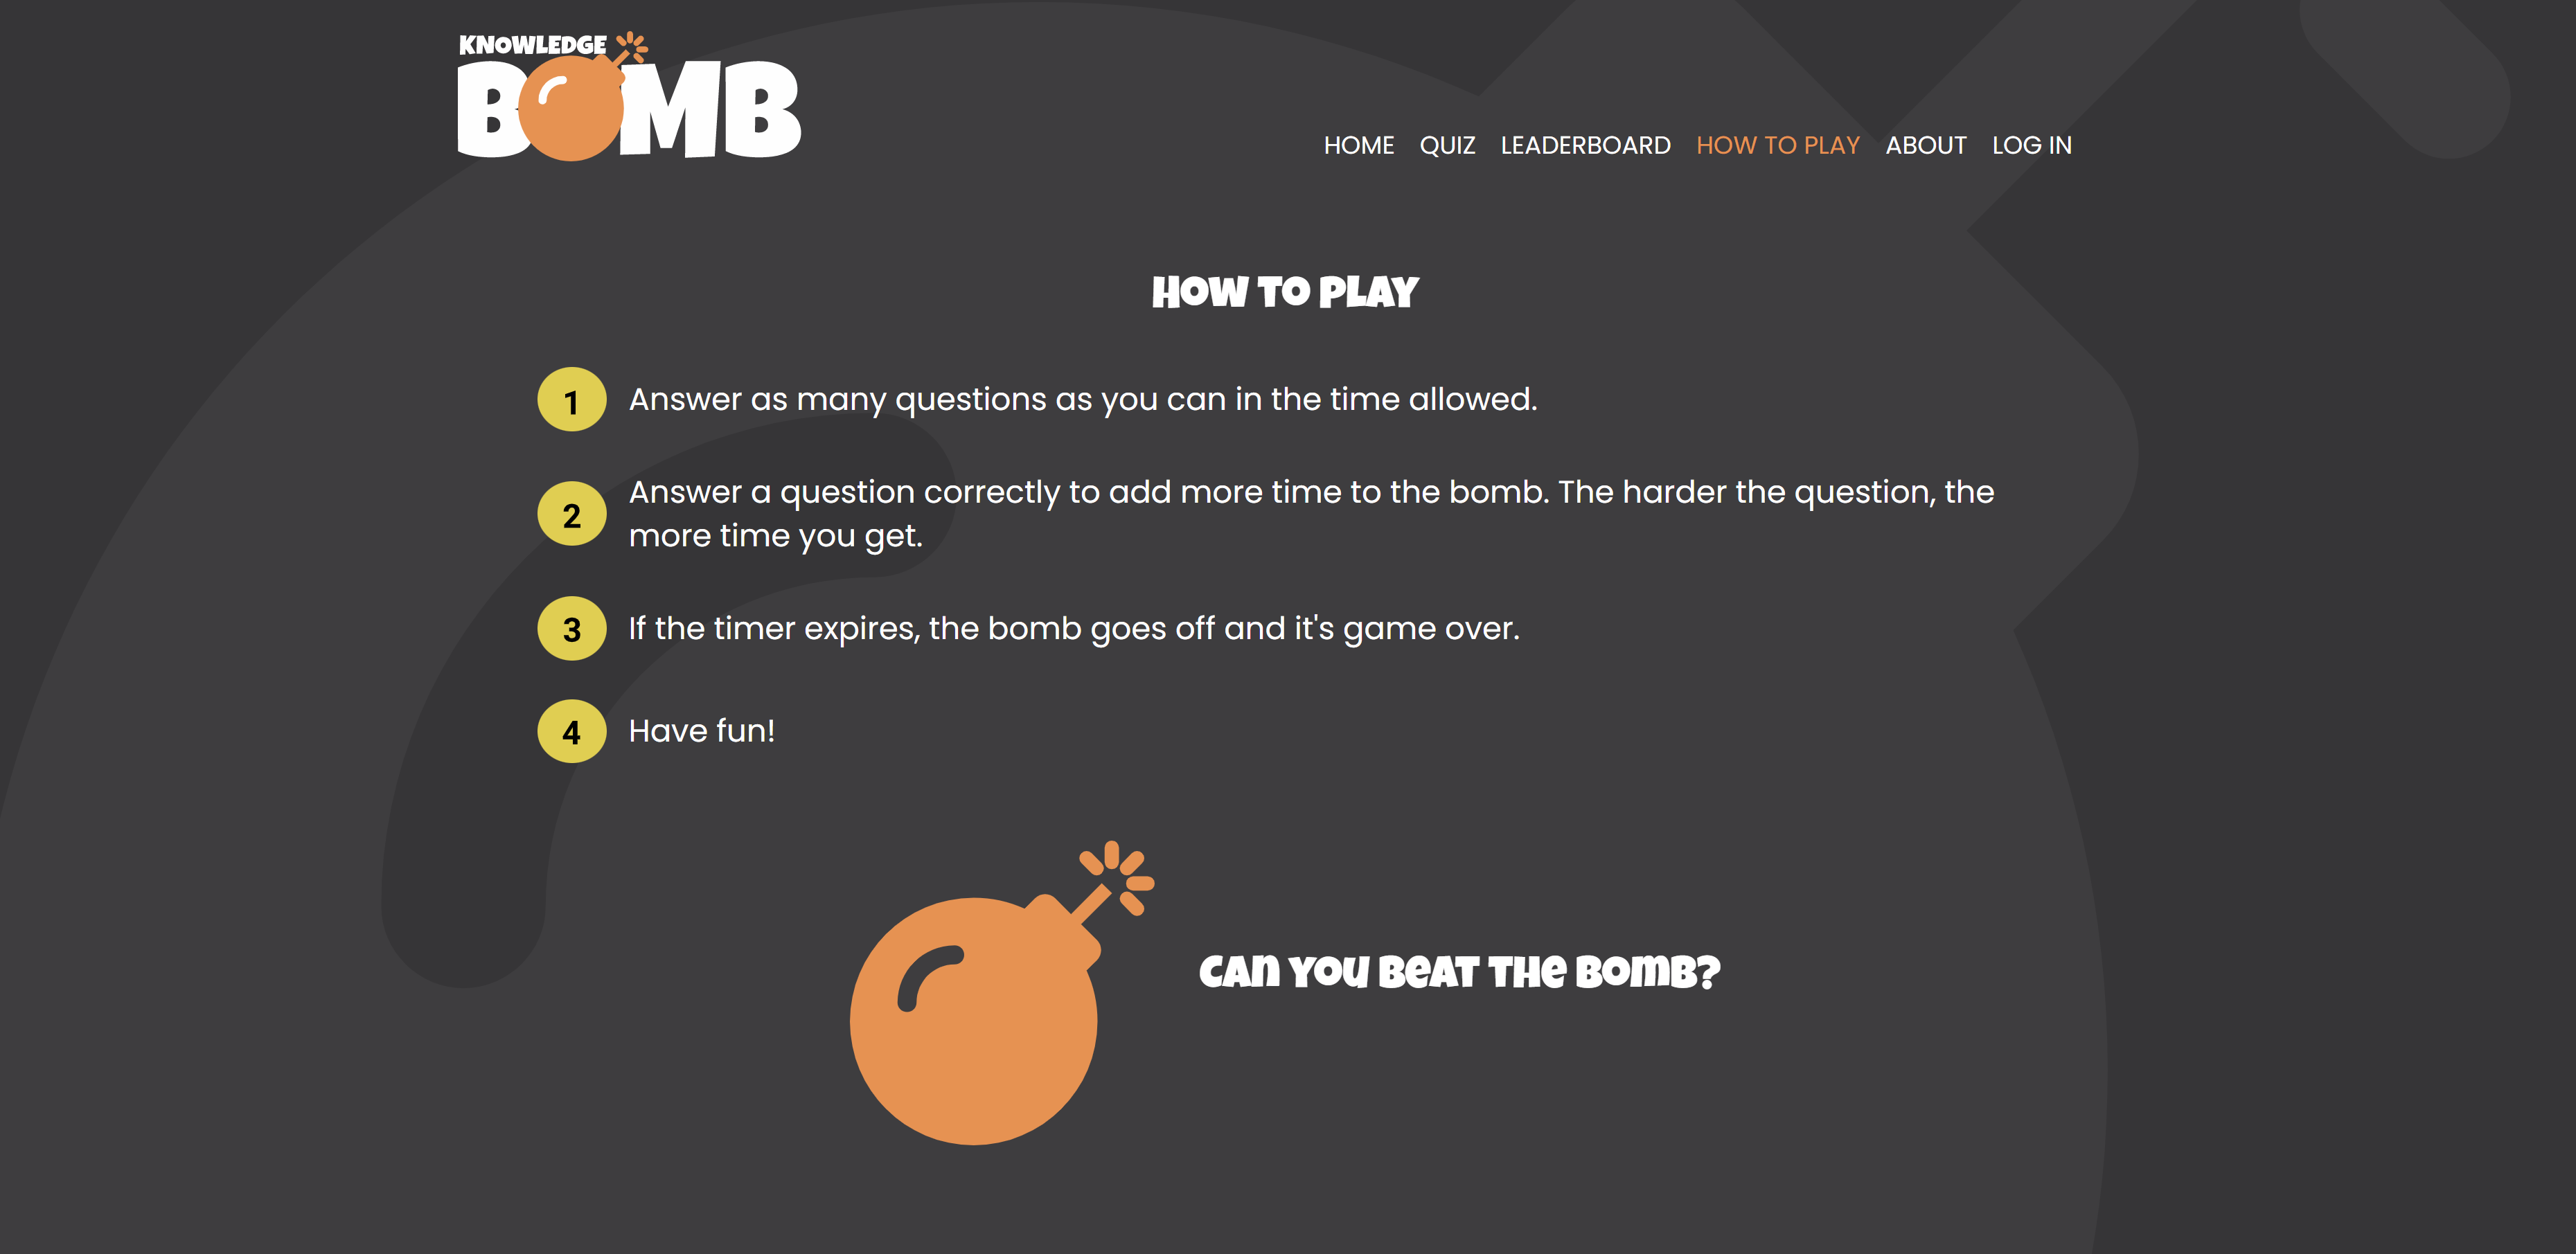 KNOWLEDGE
BOMB
HOME QUIZ LEADERBOARD HOW TO PLAY ABOUT LOG IN
HOW TO PLAY
1 Answer as many questions as you can in the time allowed.
2 Answer a question correctly to add more time to the bomb. The harder the question, the
more time you get.
3 If the timer expires, the bomb goes off and it's game over.
4 Have fun!
Can you beat the bomb?